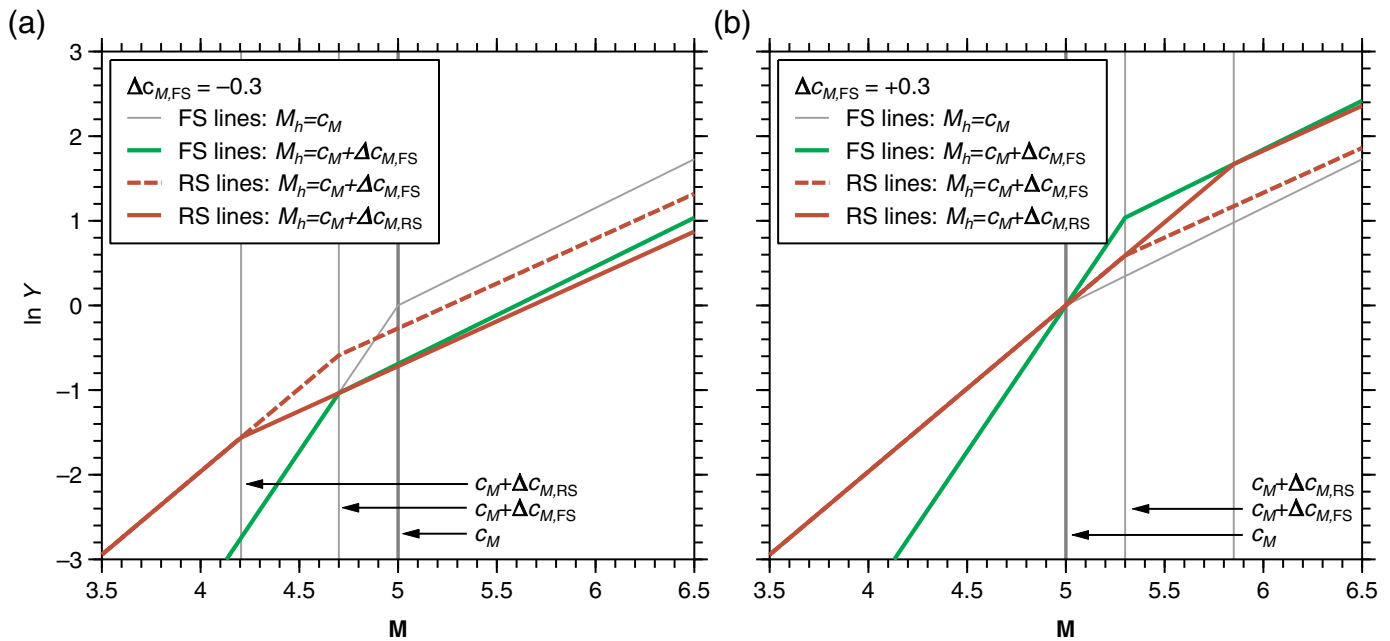 (a)
3
2
1
0
–1
–2
–3
ln Y
Δc_M,FS = –0.3
FS lines: M_h=c_M
FS lines: M_h=c_M+Δc_M,FS
RS lines: M_h=c_M+Δc_M,FS
RS lines: M_h=c_M+Δc_M,RS
c_M+Δc_M,RS
c_M+Δc_M,FS
c_M
3.5 4 4.5 5 5.5 6 6.5
M
(b)
Δc_M,FS = +0.3
FS lines: M_h=c_M
FS lines: M_h=c_M+Δc_M,FS
RS lines: M_h=c_M+Δc_M,FS
RS lines: M_h=c_M+Δc_M,RS
c_M+Δc_M,RS
c_M+Δc_M,FS
c_M
3.5 4 4.5 5 5.5 6 6.5
M